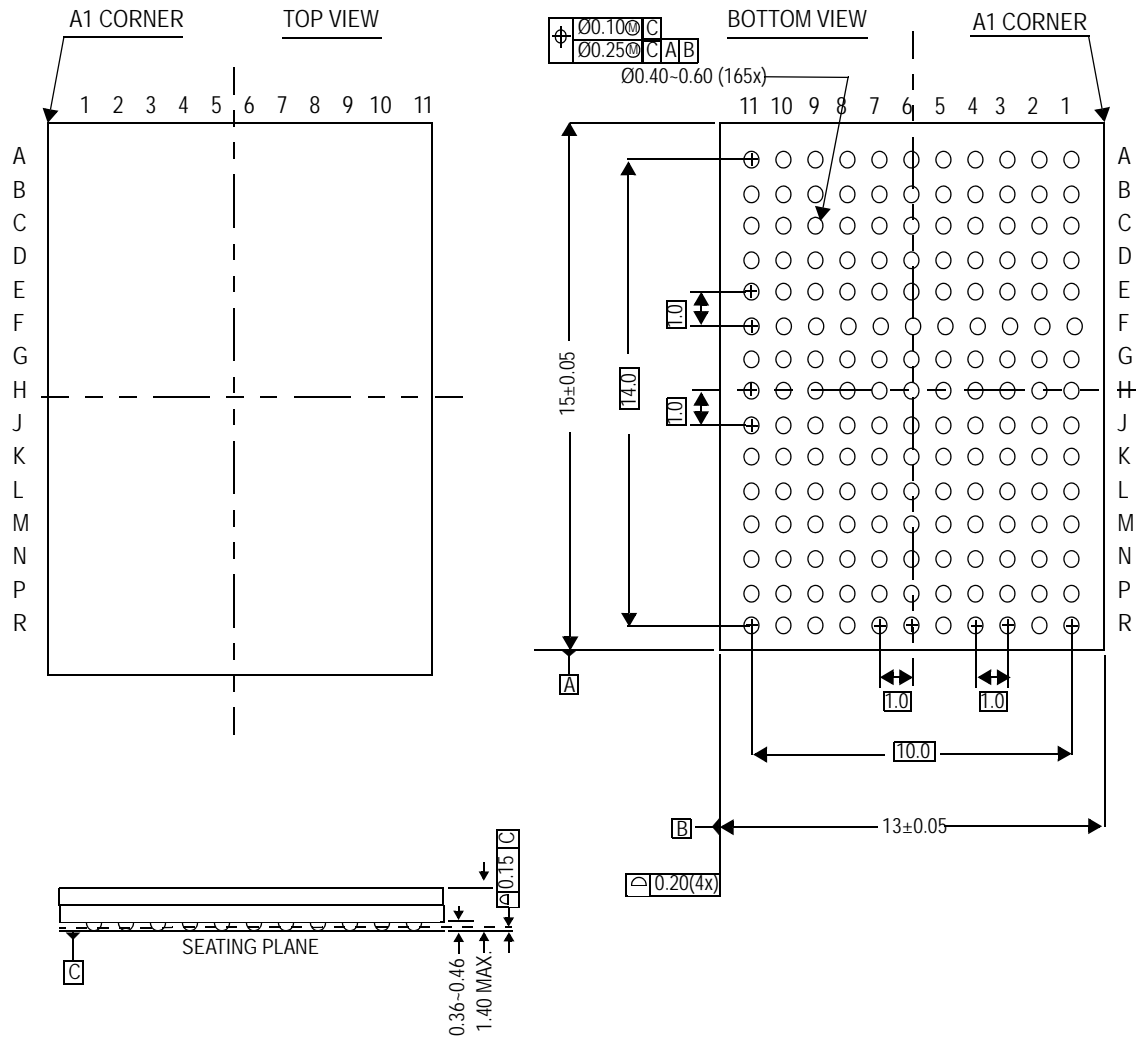 A1 CORNER
TOP VIEW
1 2 3 4 5 6 7 8 9 10 11
A
B
C
D
E
F
G
H
J
K
L
M
N
P
R
Ø0.10Ⓜ C
Ø0.25Ⓜ C A B
Ø0.40~0.60 (165x)
BOTTOM VIEW
A1 CORNER
11 10 9 8 7 6 5 4 3 2 1
A
B
C
D
E
F
G
H
J
K
L
M
N
P
R
15±0.05
14.0
1.0
1.0
A
1.0
1.0
10.0
B
13±0.05
0.20(4x)
0.15 C
SEATING PLANE
C
0.36~0.46
1.40 MAX.